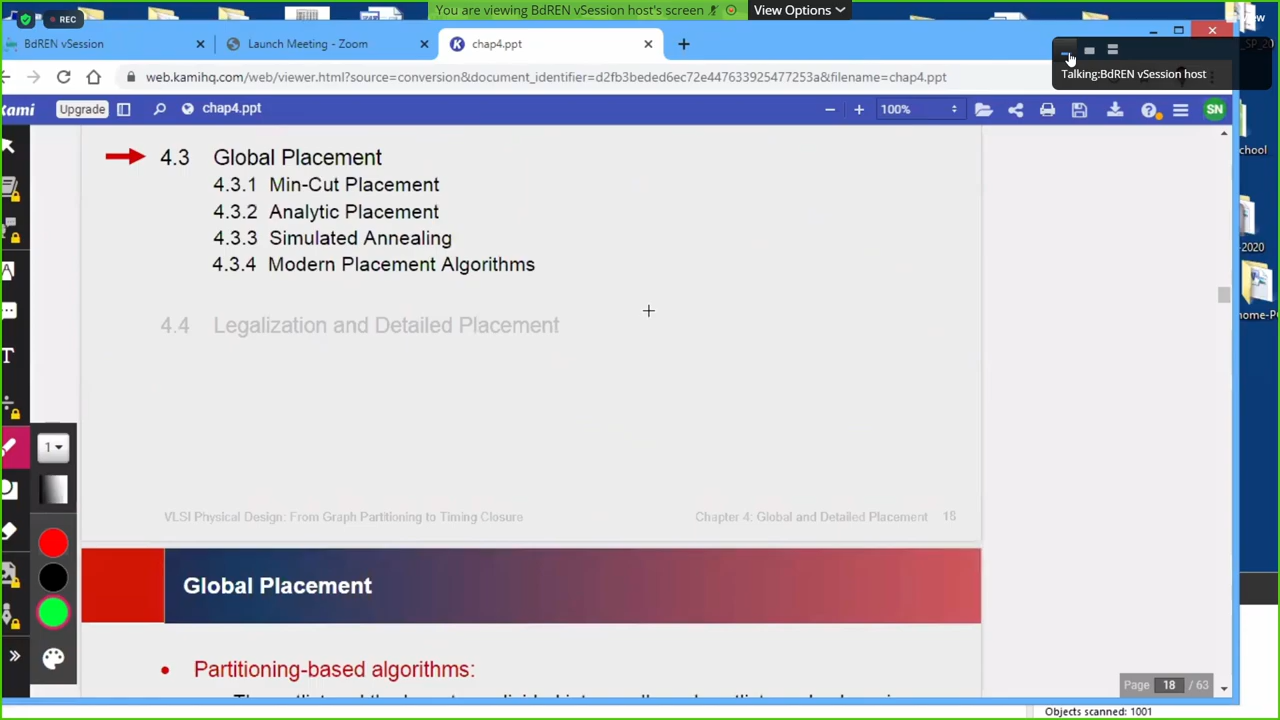 You are viewing BdREN vSession host's screen
View Options
REC
BdREN vSession
Launch Meeting - Zoom
chap4.ppt
web.kamihq.com/web/viewer.html?source=conversion&document_identifier=d2fb3beded6ec72e447633925477253a&filename=chap4.ppt
Talking:BdREN vSession host
Kami
Upgrade
chap4.ppt
100%
SN
4.3 Global Placement
4.3.1 Min-Cut Placement
4.3.2 Analytic Placement
4.3.3 Simulated Annealing
4.3.4 Modern Placement Algorithms
4.4 Legalization and Detailed Placement
VLSI Physical Design: From Graph Partitioning to Timing Closure
Chapter 4: Global and Detailed Placement 18
Global Placement
• Partitioning-based algorithms:
1
T
Page 18 / 63
Objects scanned: 1001